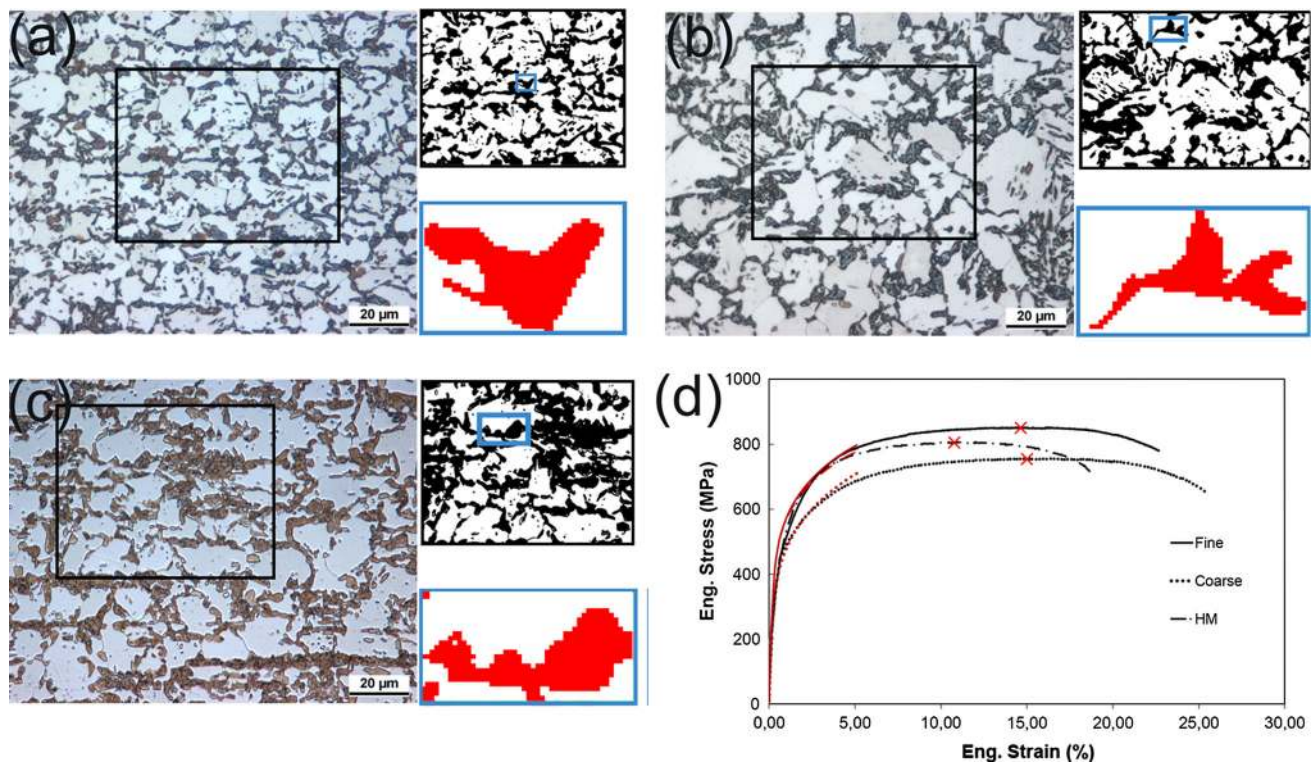 (a)
20 µm
(b)
20 µm
(c)
20 µm
(d)
1000
800
600
400
200
0
Eng. Stress (MPa)
Fine
Coarse
HM
0,00 5,00 10,00 15,00 20,00 25,00 30,00
Eng. Strain (%)